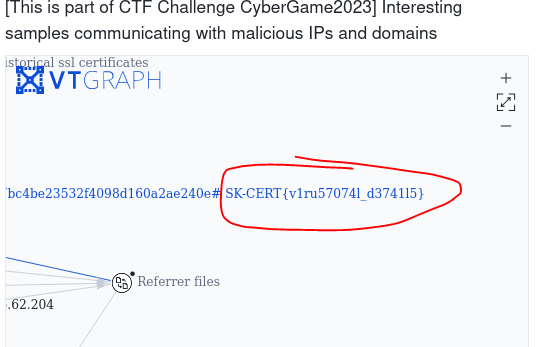 [This is part of CTF Challenge CyberGame2023] Interesting
samples communicating with malicious IPs and domains
istorical ssl certificates
VTGRAPH
bc4be23532f4098d160a2ae240e# SK-CERT{v1ru57074l_d3741l5}
Referrer files
.62.204